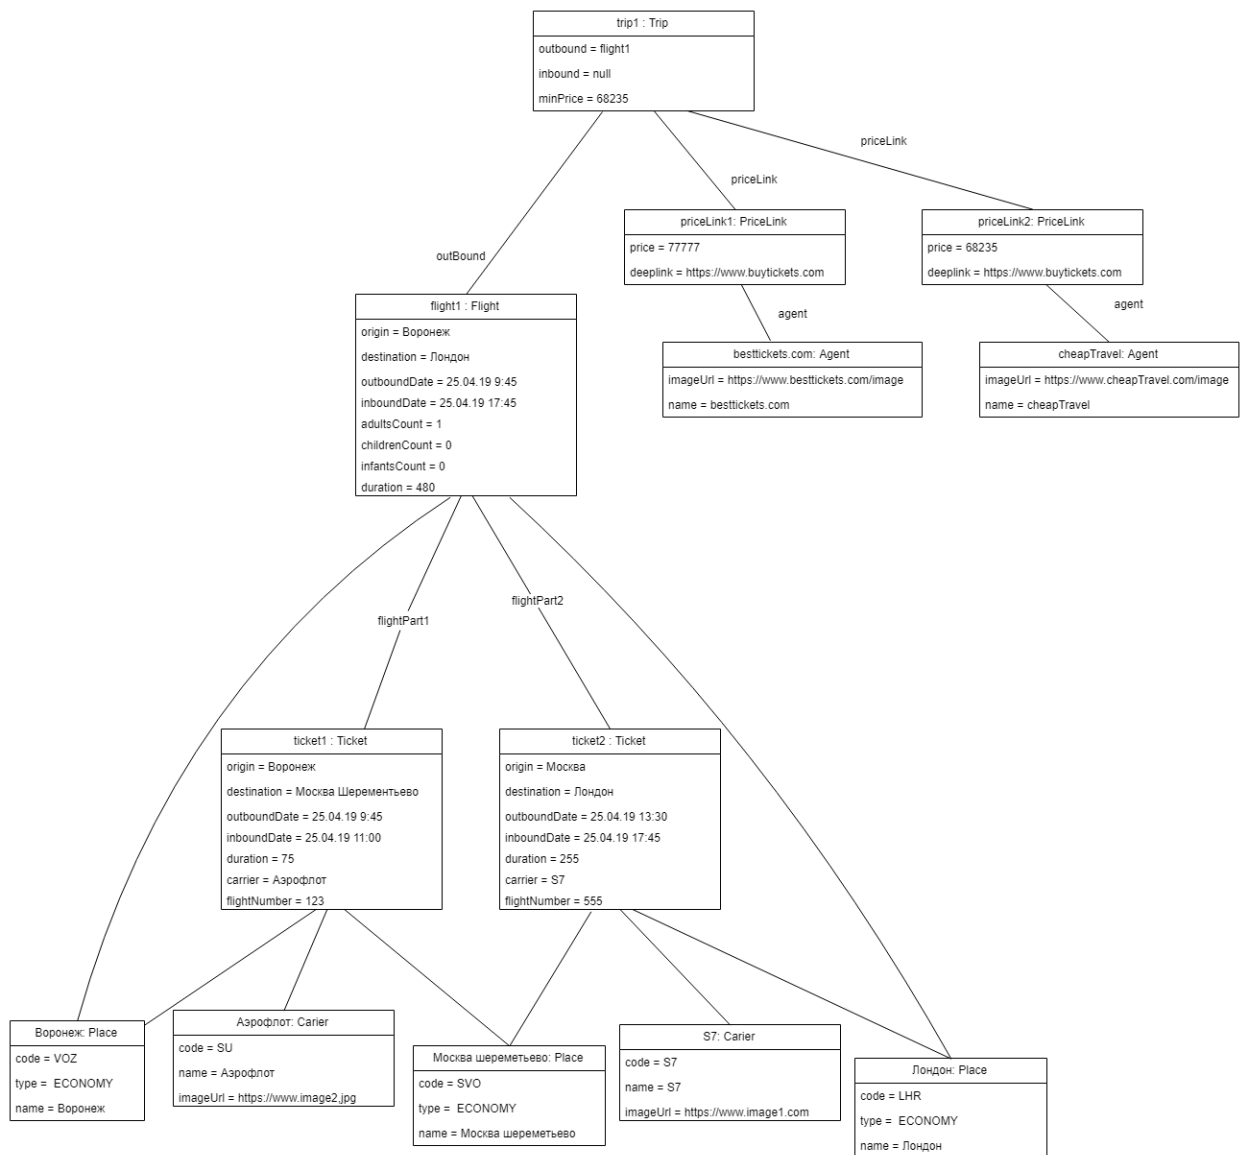 trip1 : Trip
outbound = flight1
inbound = null
minPrice = 68235
priceLink
priceLink
outBound
priceLink1: PriceLink
price = 77777
deeplink = https://www.buytickets.com
priceLink2: PriceLink
price = 68235
deeplink = https://www.buytickets.com
agent
agent
flight1 : Flight
origin = Воронеж
destination = Лондон
outboundDate = 25.04.19 9:45
inboundDate = 25.04.19 17:45
adultsCount = 1
childrenCount = 0
infantsCount = 0
duration = 480
besttickets.com: Agent
imageUrl = https://www.besttickets.com/image
name = besttickets.com
cheapTravel: Agent
imageUrl = https://www.cheapTravel.com/image
name = cheapTravel
flightPart1
flightPart2
ticket1 : Ticket
origin = Воронеж
destination = Москва Шерементьево
outboundDate = 25.04.19 9:45
inboundDate = 25.04.19 11:00
duration = 75
carrier = Аэрофлот
flightNumber = 123
ticket2 : Ticket
origin = Москва
destination = Лондон
outboundDate = 25.04.19 13:30
inboundDate = 25.04.19 17:45
duration = 255
carrier = S7
flightNumber = 555
Воронеж: Place
code = VOZ
type = ECONOMY
name = Воронеж
Аэрофлот: Carier
code = SU
name = Аэрофлот
imageUrl = https://www.image2.jpg
Москва шереметьево: Place
code = SVO
type = ECONOMY
name = Москва шереметьево
S7: Carier
code = S7
name = S7
imageUrl = https://www.image1.com
Лондон: Place
code = LHR
type = ECONOMY
name = Лондон